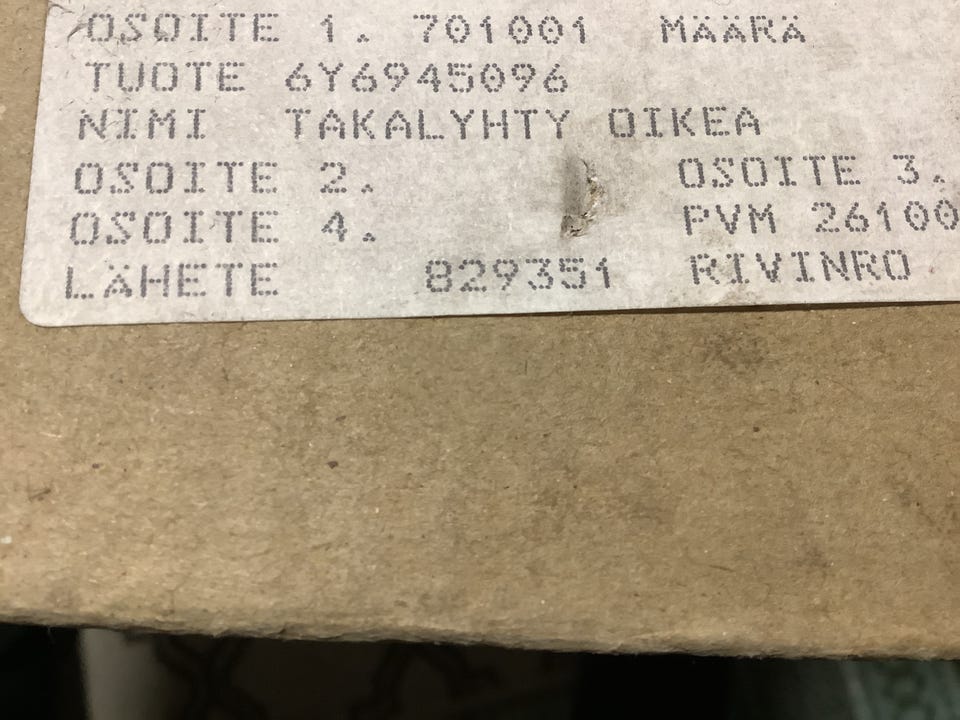 OSOITE 1. 701001 MÄÄRÄ
TUOTE 6Y6945096
NIMI TAKALYHTY OIKEA
OSOITE 2. OSOITE 3.
OSOITE 4. PVM 26100
LÄHETE 829351 RIVINRO